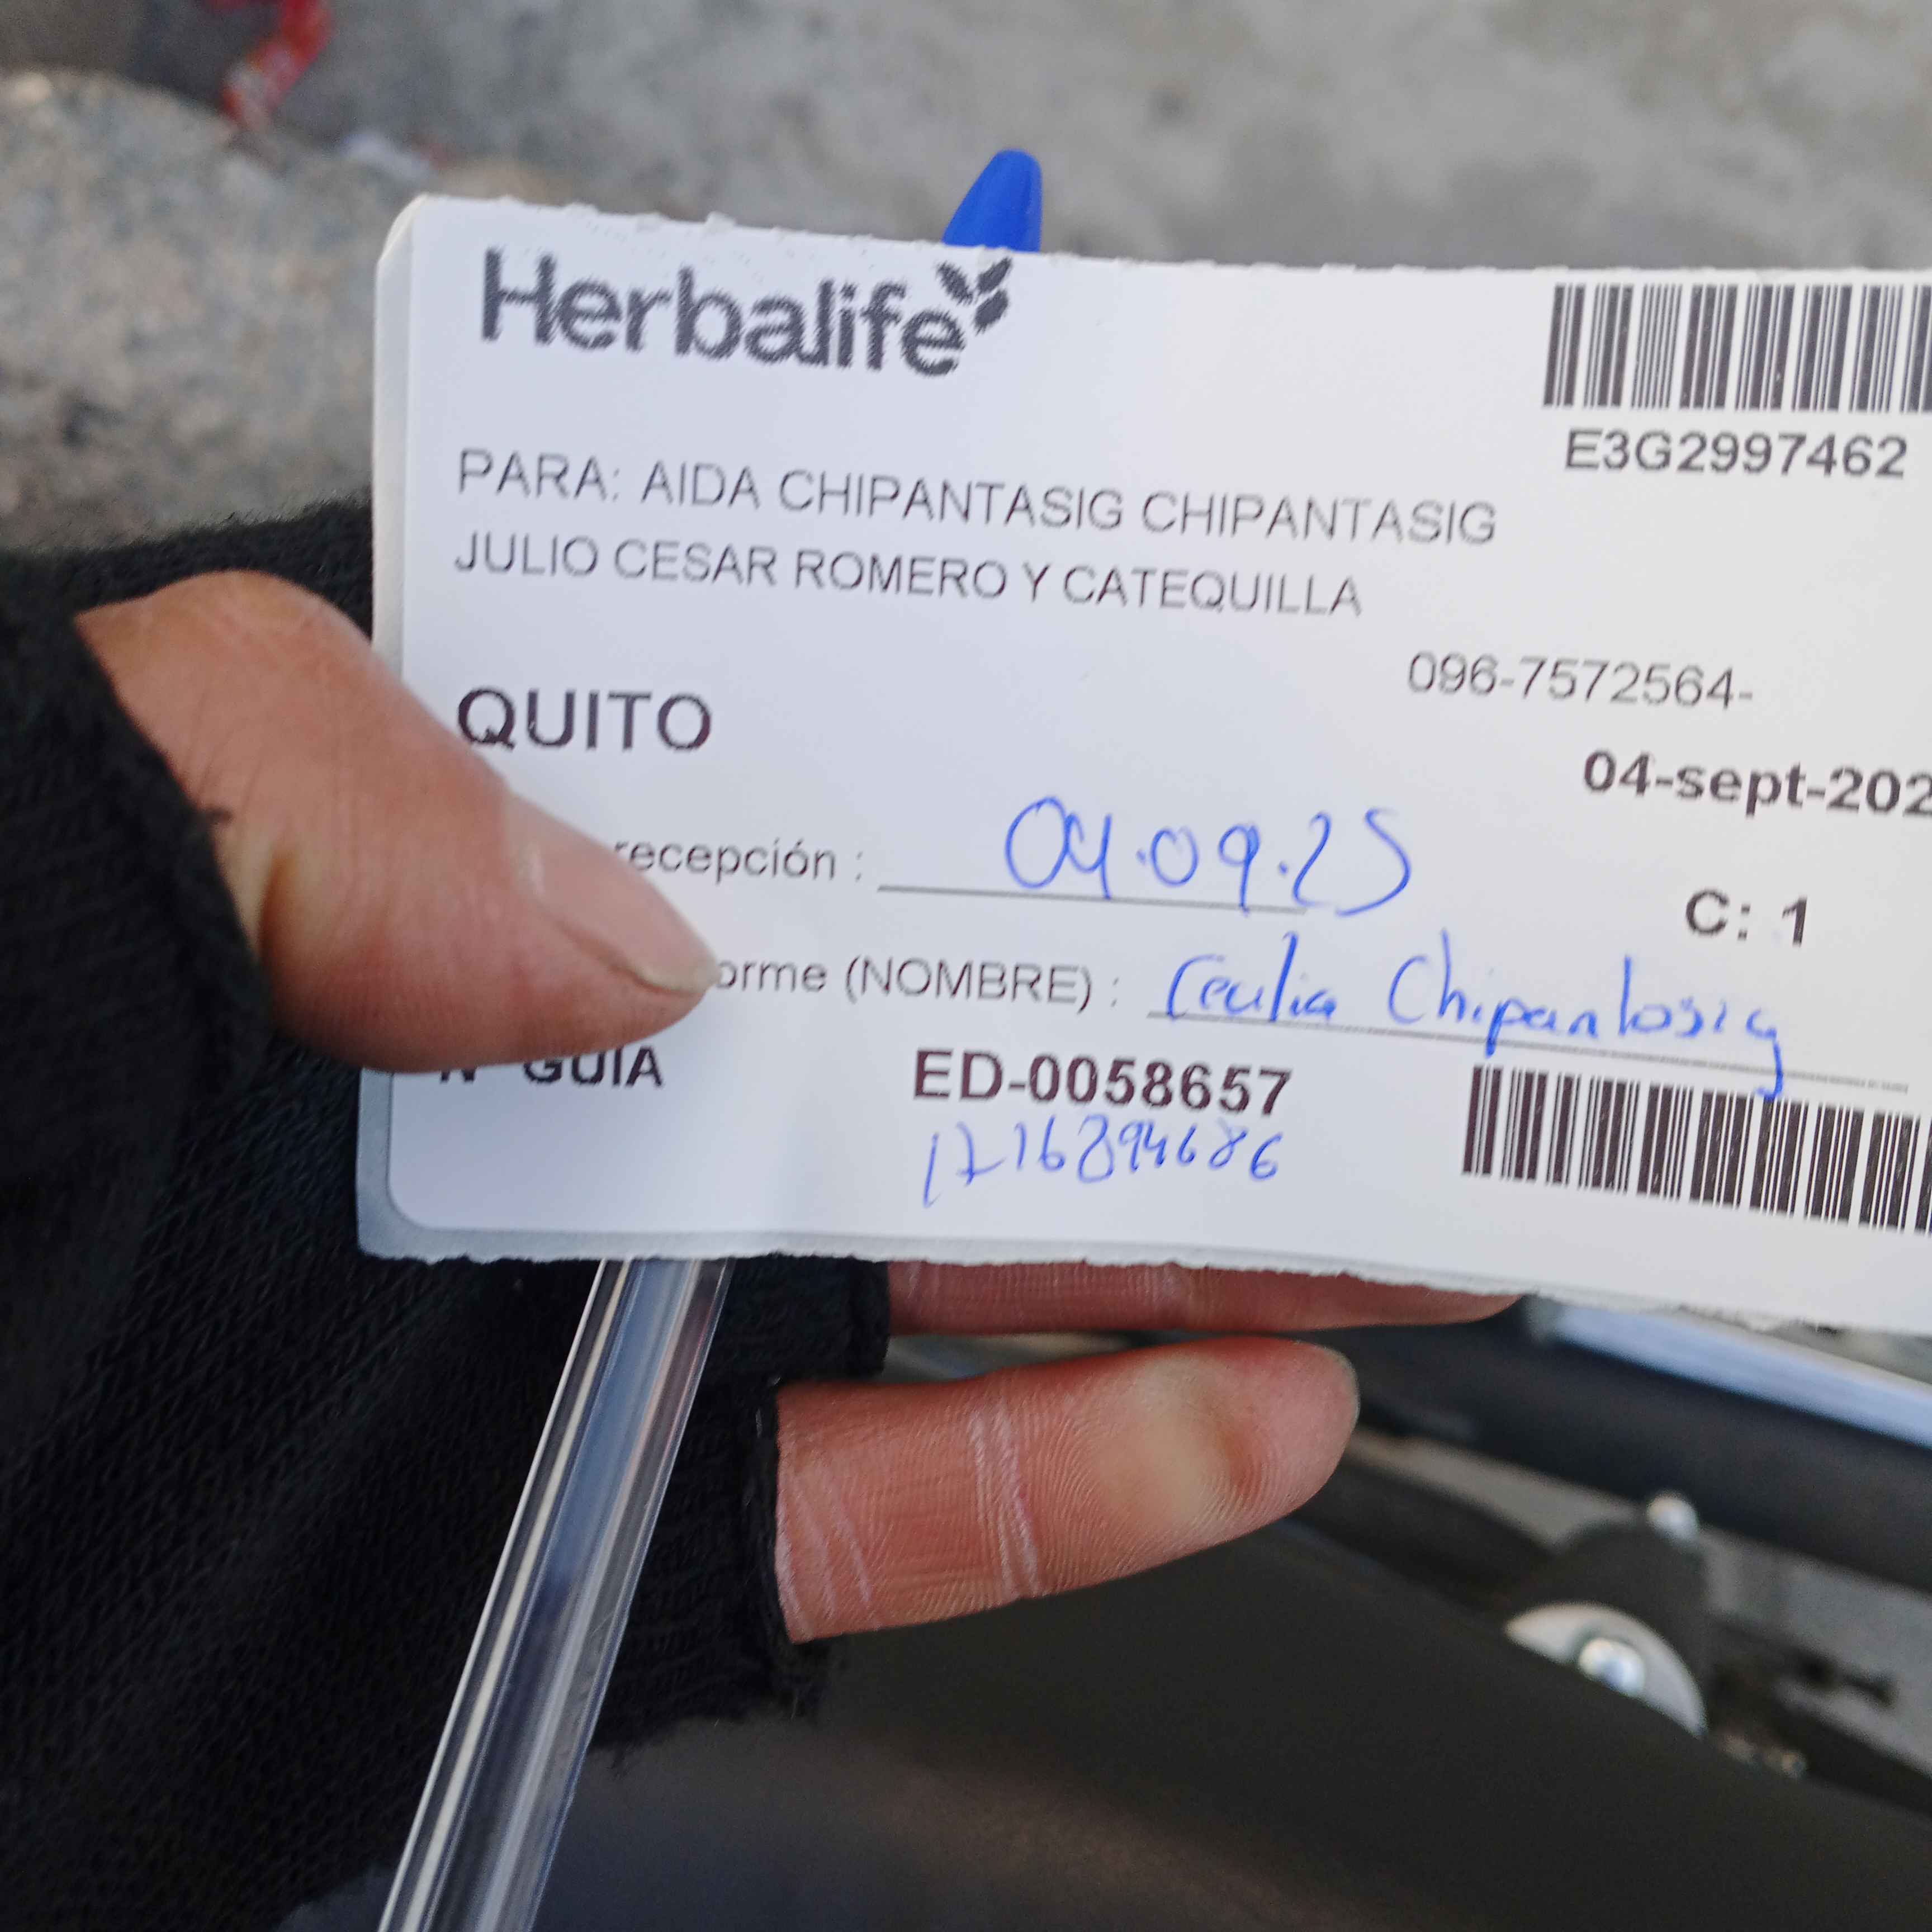 Herbalife
E3G2997462
PARA: AIDA CHIPANTASIG CHIPANTASIG
JULIO CESAR ROMERO Y CATEQUILLA
096-7572564-
QUITO
04-sept-202
recepción : 04.09.25
C: 1
orme (NOMBRE) : Cecilia Chipantasig
N° GUIA ED-0058657
1716894686